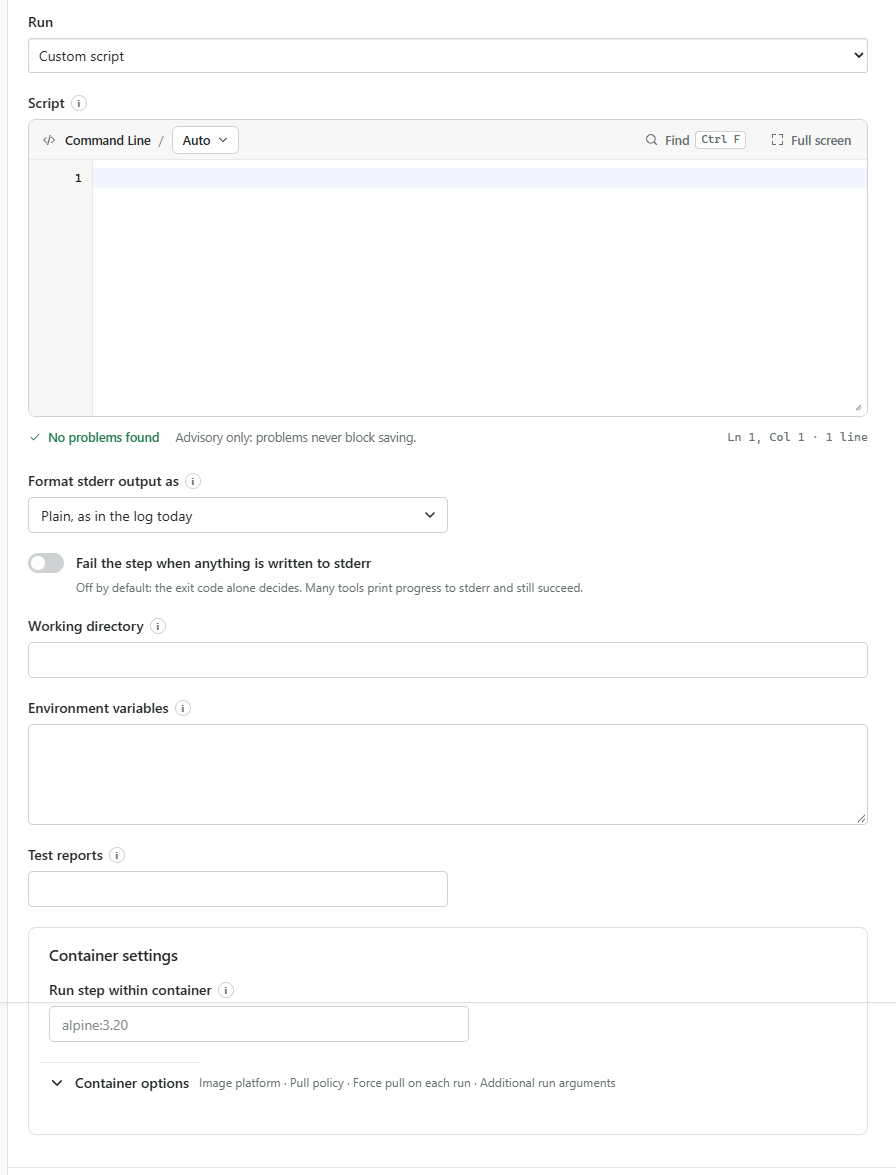 Run
Custom script
Script
Command Line / Auto Find Ctrl F Full screen
1
No problems found Advisory only: problems never block saving. Ln 1, Col 1 · 1 line
Format stderr output as
Plain, as in the log today
Fail the step when anything is written to stderr
Off by default: the exit code alone decides. Many tools print progress to stderr and still succeed.
Working directory
Environment variables
Test reports
Container settings
Run step within container
alpine:3.20
Container options Image platform · Pull policy · Force pull on each run · Additional run arguments